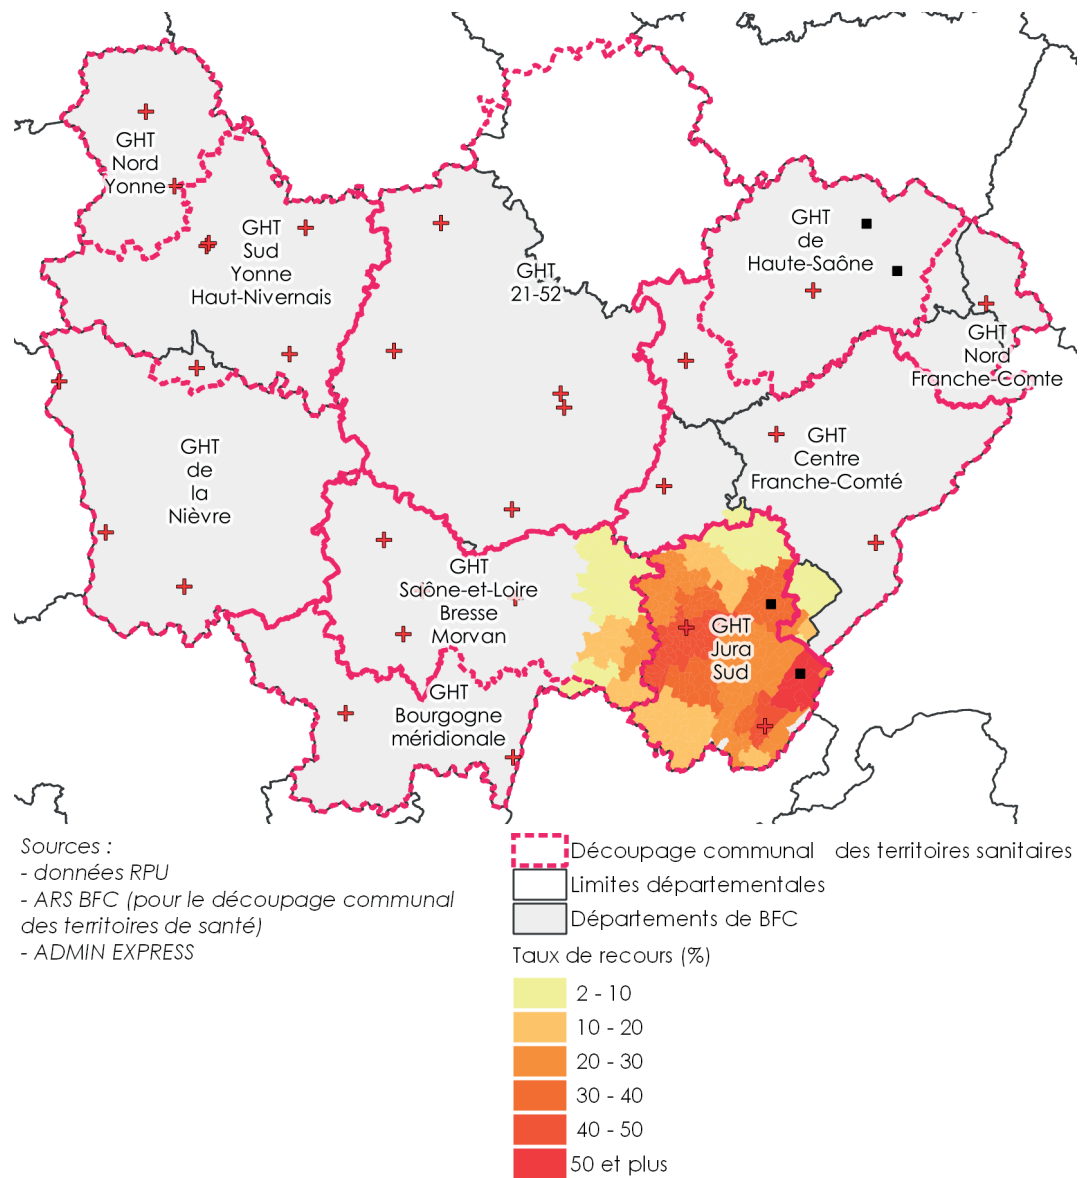 GHT
Nord
Yonne
GHT
Sud
Yonne
Haut-Nivernais
GHT
21-52
GHT
de
Haute-Saône
GHT
Nord
Franche-Comte
GHT
Centre
Franche-Comté
GHT
de
la
Nièvre
GHT
Saône-et-Loire
Bresse
Morvan
GHT
Jura
Sud
GHT
Bourgogne
méridionale
Sources :
- données RPU
- ARS BFC (pour le découpage communal
des territoires de santé)
- ADMIN EXPRESS
Découpage communal des territoires sanitaires
Limites départementales
Départements de BFC
Taux de recours (%)
2 - 10
10 - 20
20 - 30
30 - 40
40 - 50
50 et plus